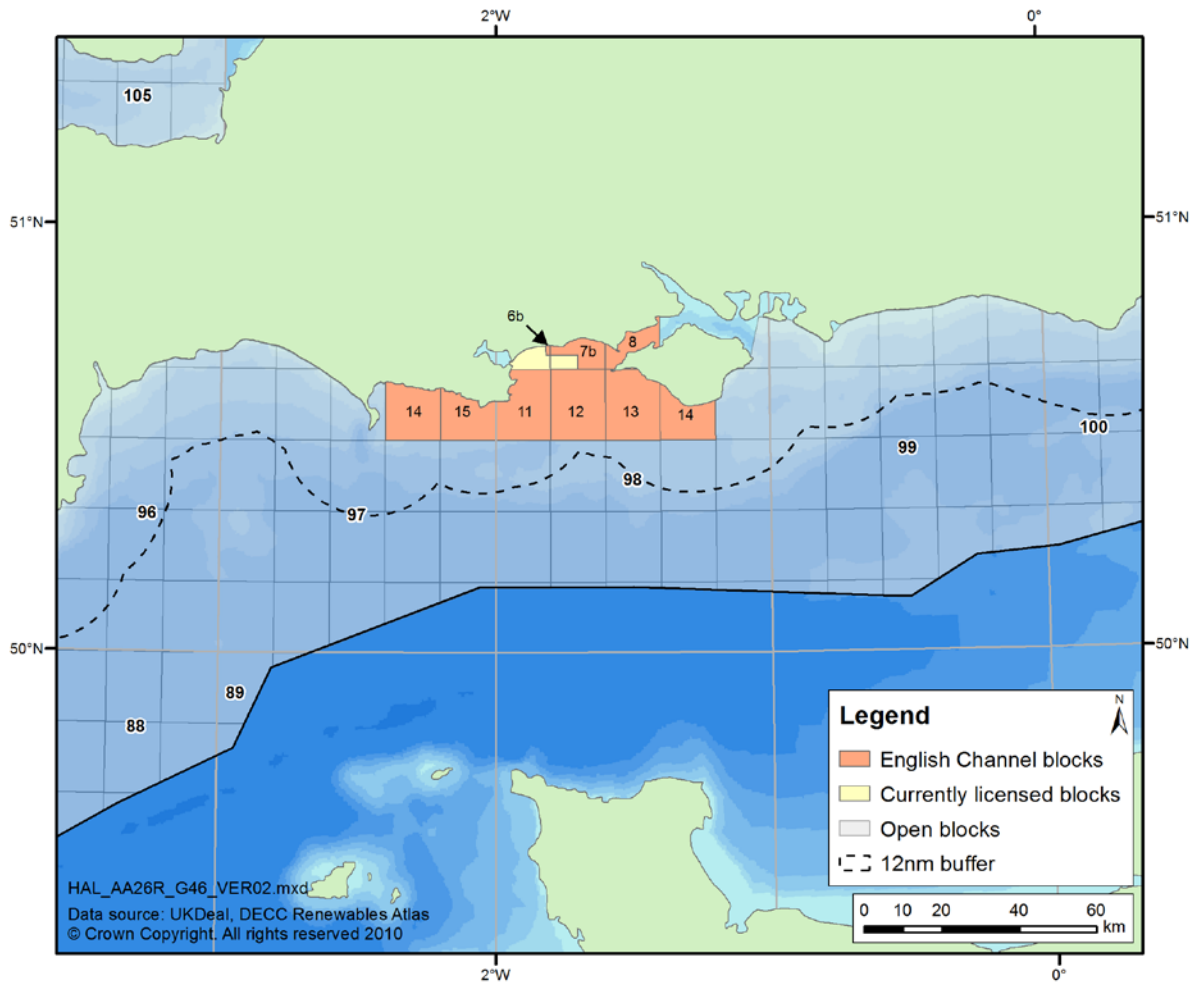 2°W 0°
105
51°N 51°N
6b
8
7b
14 15 11 12 13 14
100
99
98
96
97
50°N 50°N
89
88
N
Legend
English Channel blocks
Currently licensed blocks
Open blocks
12nm buffer
HAL_AA26R_G46_VER02.mxd
Data source: UKDeal, DECC Renewables Atlas
© Crown Copyright. All rights reserved 2010
0 10 20 40 60
km
2°W 0°